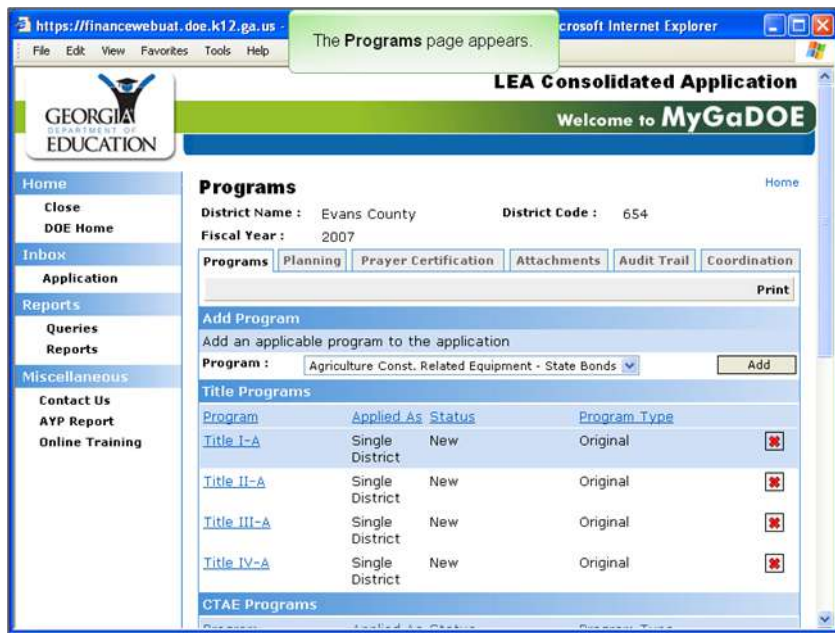 https://financewebuat.doe.k12.ga.us -
crosoft Internet Explorer
The Programs page appears.
File Edit View Favorites Tools Help
LEA Consolidated Application
GEORGIA
DEPARTMENT OF
EDUCATION
Welcome to MyGaDOE
Home
Close
DOE Home
Inbox
Application
Reports
Queries
Reports
Miscellaneous
Contact Us
AYP Report
Online Training
Programs
Home
District Name : Evans County District Code : 654
Fiscal Year : 2007
Programs Planning Prayer Certification Attachments Audit Trail Coordination
Print
Add Program
Add an applicable program to the application
Program : Agriculture Const. Related Equipment - State Bonds Add
Title Programs
Program Applied As Status Program Type
Title I-A Single District New Original
Title II-A Single District New Original
Title III-A Single District New Original
Title IV-A Single District New Original
CTAE Programs
Program Applied As Status Program Type